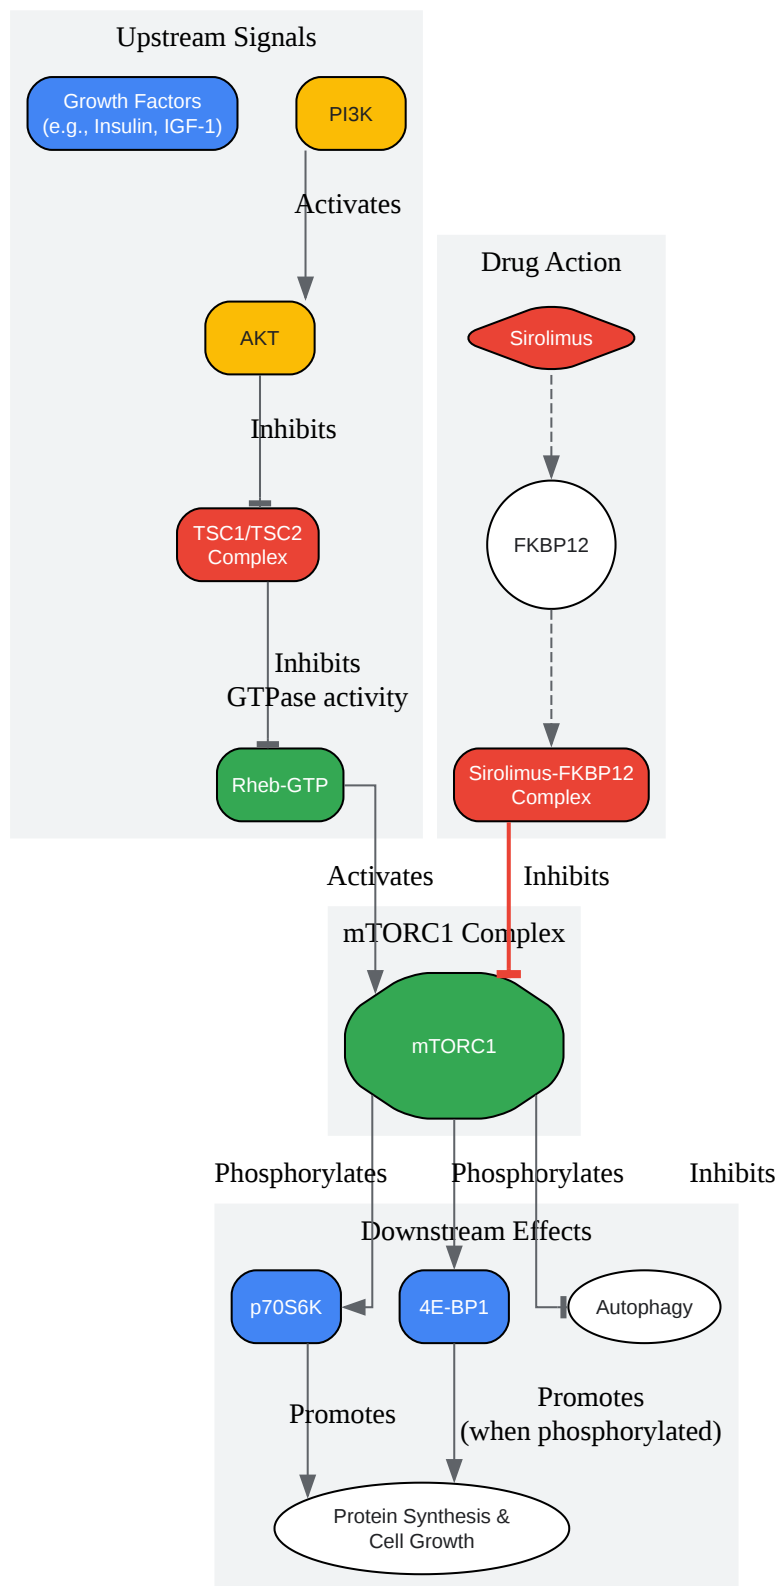 Upstream Signals
Growth Factors
(e.g., Insulin, IGF-1)
PI3K
Activates
AKT
Inhibits
TSC1/TSC2
Complex
Inhibits
GTPase activity
Rheb-GTP
Drug Action
Sirolimus
FKBP12
Sirolimus-FKBP12
Complex
Activates
Inhibits
mTORC1 Complex
mTORC1
Phosphorylates
Phosphorylates
Inhibits
Downstream Effects
p70S6K
4E-BP1
Autophagy
Promotes
Promotes
(when phosphorylated)
Protein Synthesis &
Cell Growth